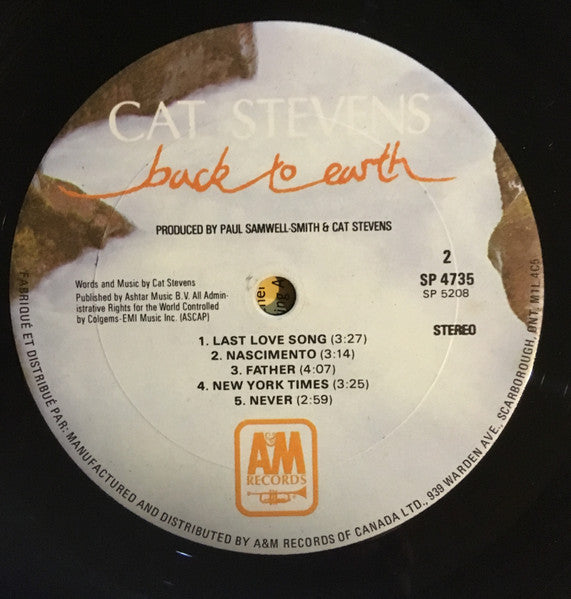 CAT STEVENS
back to earth
PRODUCED BY PAUL SAMWELL-SMITH & CAT STEVENS
2
SP 4735
SP 5208
STEREO
Words and Music by Cat Stevens
Published by Ashtar Music B.V. All Admin-
istrative Rights for the World Controlled
by Colgems-EMI Music Inc. (ASCAP)
1. LAST LOVE SONG (3:27)
2. NASCIMENTO (3:14)
3. FATHER (4:07)
4. NEW YORK TIMES (3:25)
5. NEVER (2:59)
A&M
RECORDS
FABRIQUÉ ET DISTRIBUÉ PAR: MANUFACTURED AND DISTRIBUTED BY A&M RECORDS OF CANADA LTD., 939 WARDEN AVE., SCARBOROUGH, ONT. M1L 4C5